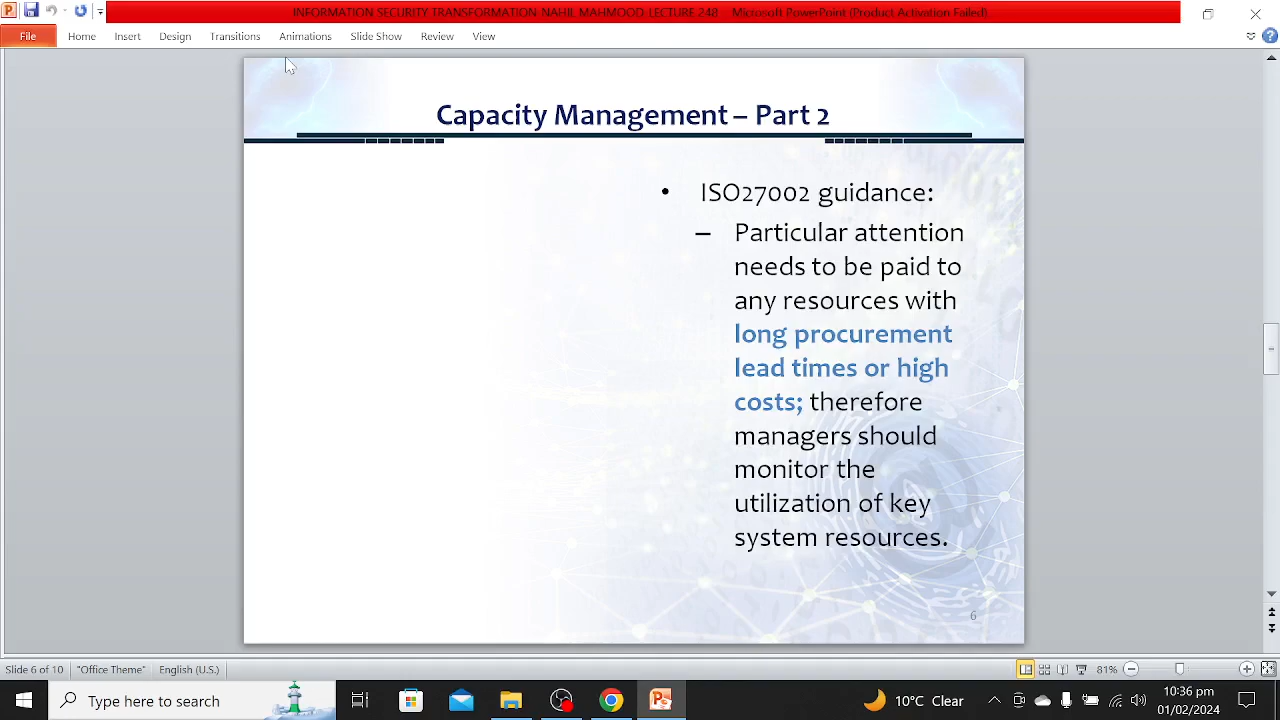 INFORMATION SECURITY TRANSFORMATION-NAHIL MAHMOOD-LECTURE 248 - Microsoft PowerPoint (Product Activation Failed)
File Home Insert Design Transitions Animations Slide Show Review View
Capacity Management – Part 2
• ISO27002 guidance:
– Particular attention
needs to be paid to
any resources with
long procurement
lead times or high
costs; therefore
managers should
monitor the
utilization of key
system resources.
6
Slide 6 of 10 "Office Theme" English (U.S.) 81%
Type here to search 10°C Clear 10:36 pm
01/02/2024